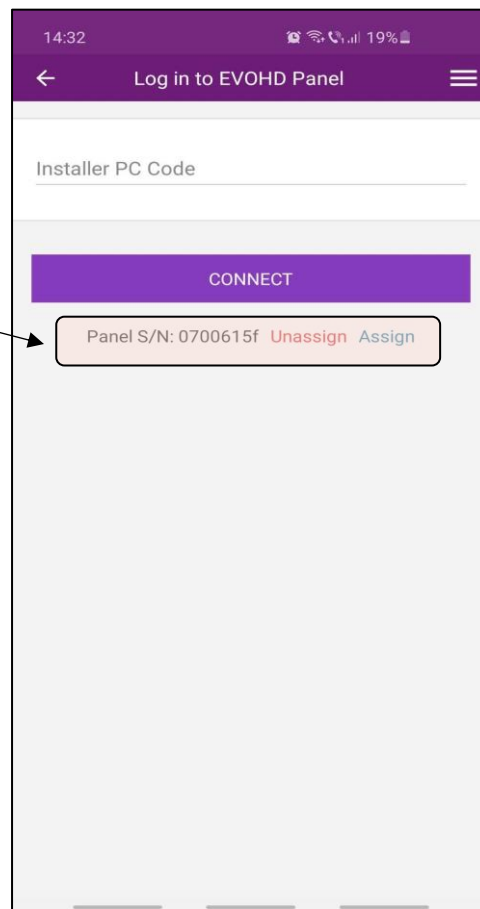 14:32 19%
Log in to EVOHD Panel
Installer PC Code
CONNECT
Panel S/N: 0700615f Unassign Assign